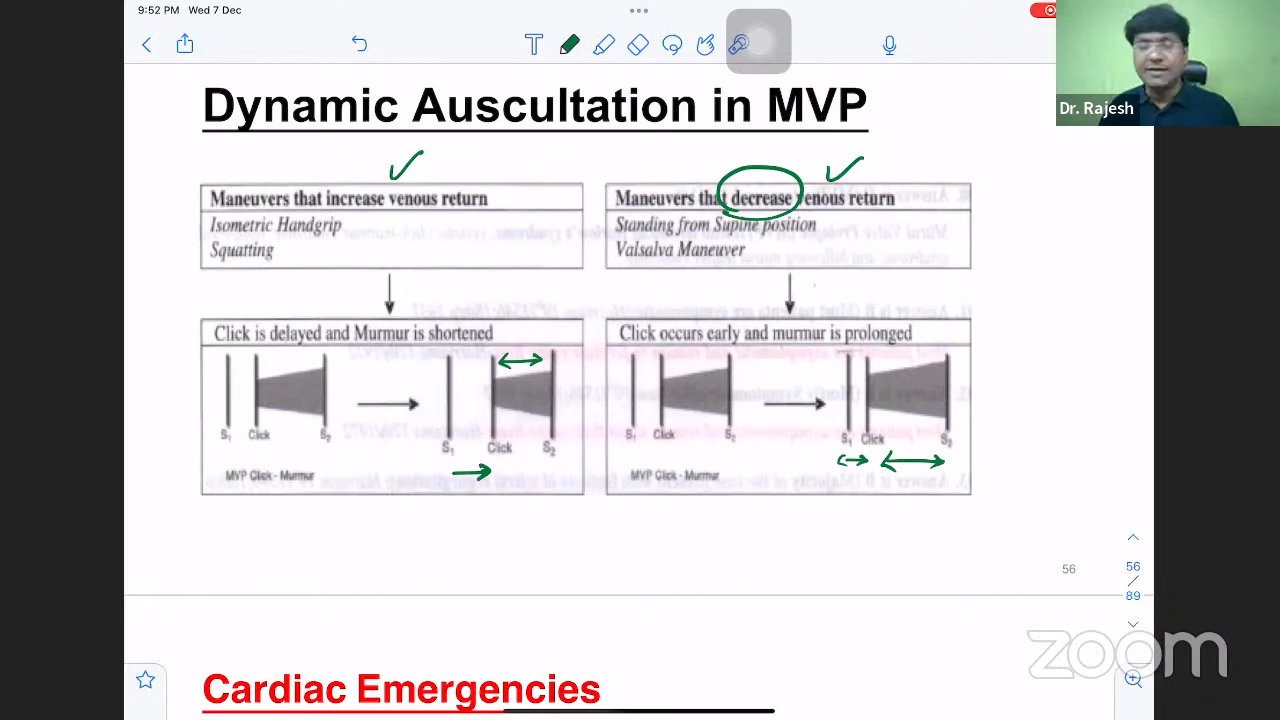 9:52 PM Wed 7 Dec
Dr. Rajesh
Dynamic Auscultation in MVP
Maneuvers that increase venous return
Isometric Handgrip
Squatting
Click is delayed and Murmur is shortened
S1 Click S2
S1 Click S2
MVP Click - Murmur
Maneuvers that decrease venous return
Standing from Supine position
Valsalva Maneuver
Click occurs early and murmur is prolonged
S1 Click S2
S1 Click S2
MVP Click - Murmur
56
56
/
89
zoom
Cardiac Emergencies